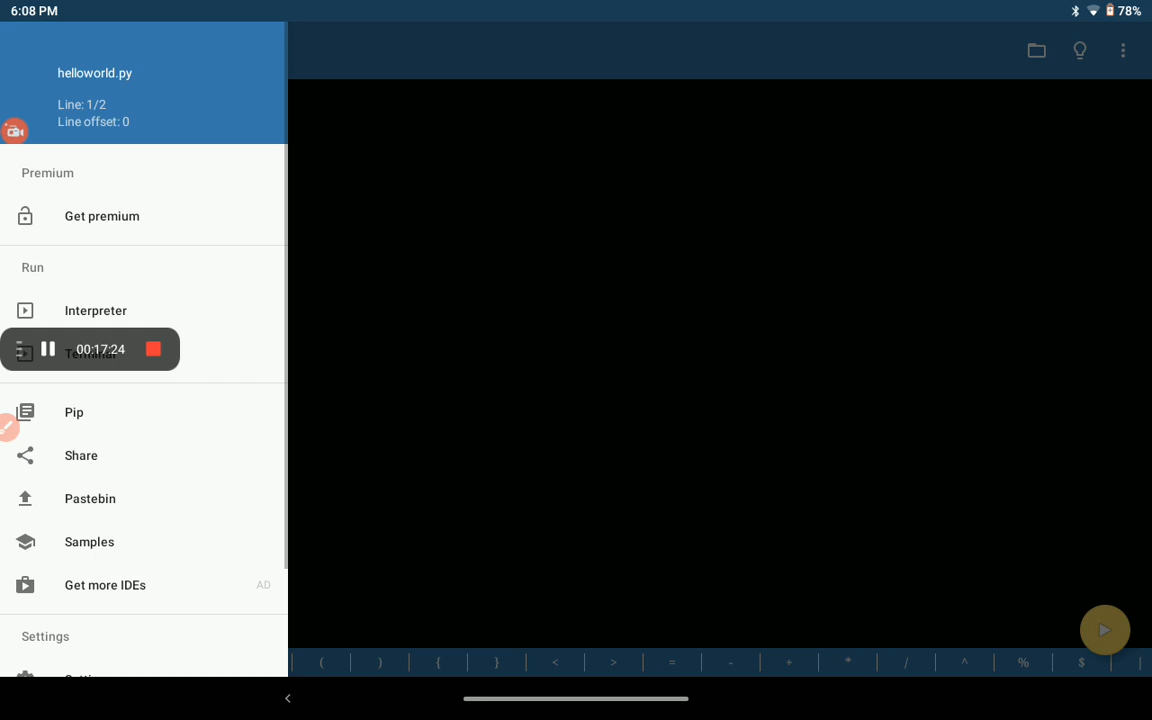 6:08 PM
78%
helloworld.py
Line: 1/2
Line offset: 0
Premium
Get premium
Run
Interpreter
00:17:24
Terminal
Pip
Share
Pastebin
Samples
Get more IDEs AD
Settings
( ) { } < > = - + * / ^ % $ |